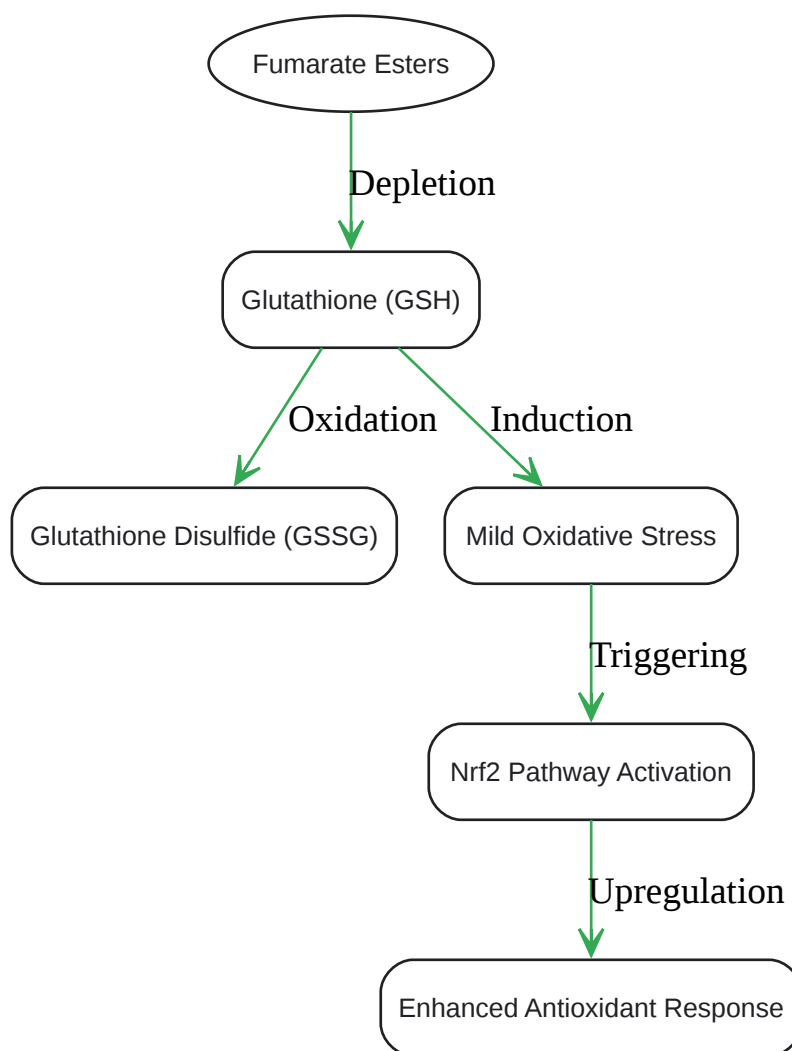 Fumarate Esters
Depletion
Glutathione (GSH)
Oxidation
Induction
Glutathione Disulfide (GSSG)
Mild Oxidative Stress
Triggering
Nrf2 Pathway Activation
Upregulation
Enhanced Antioxidant Response